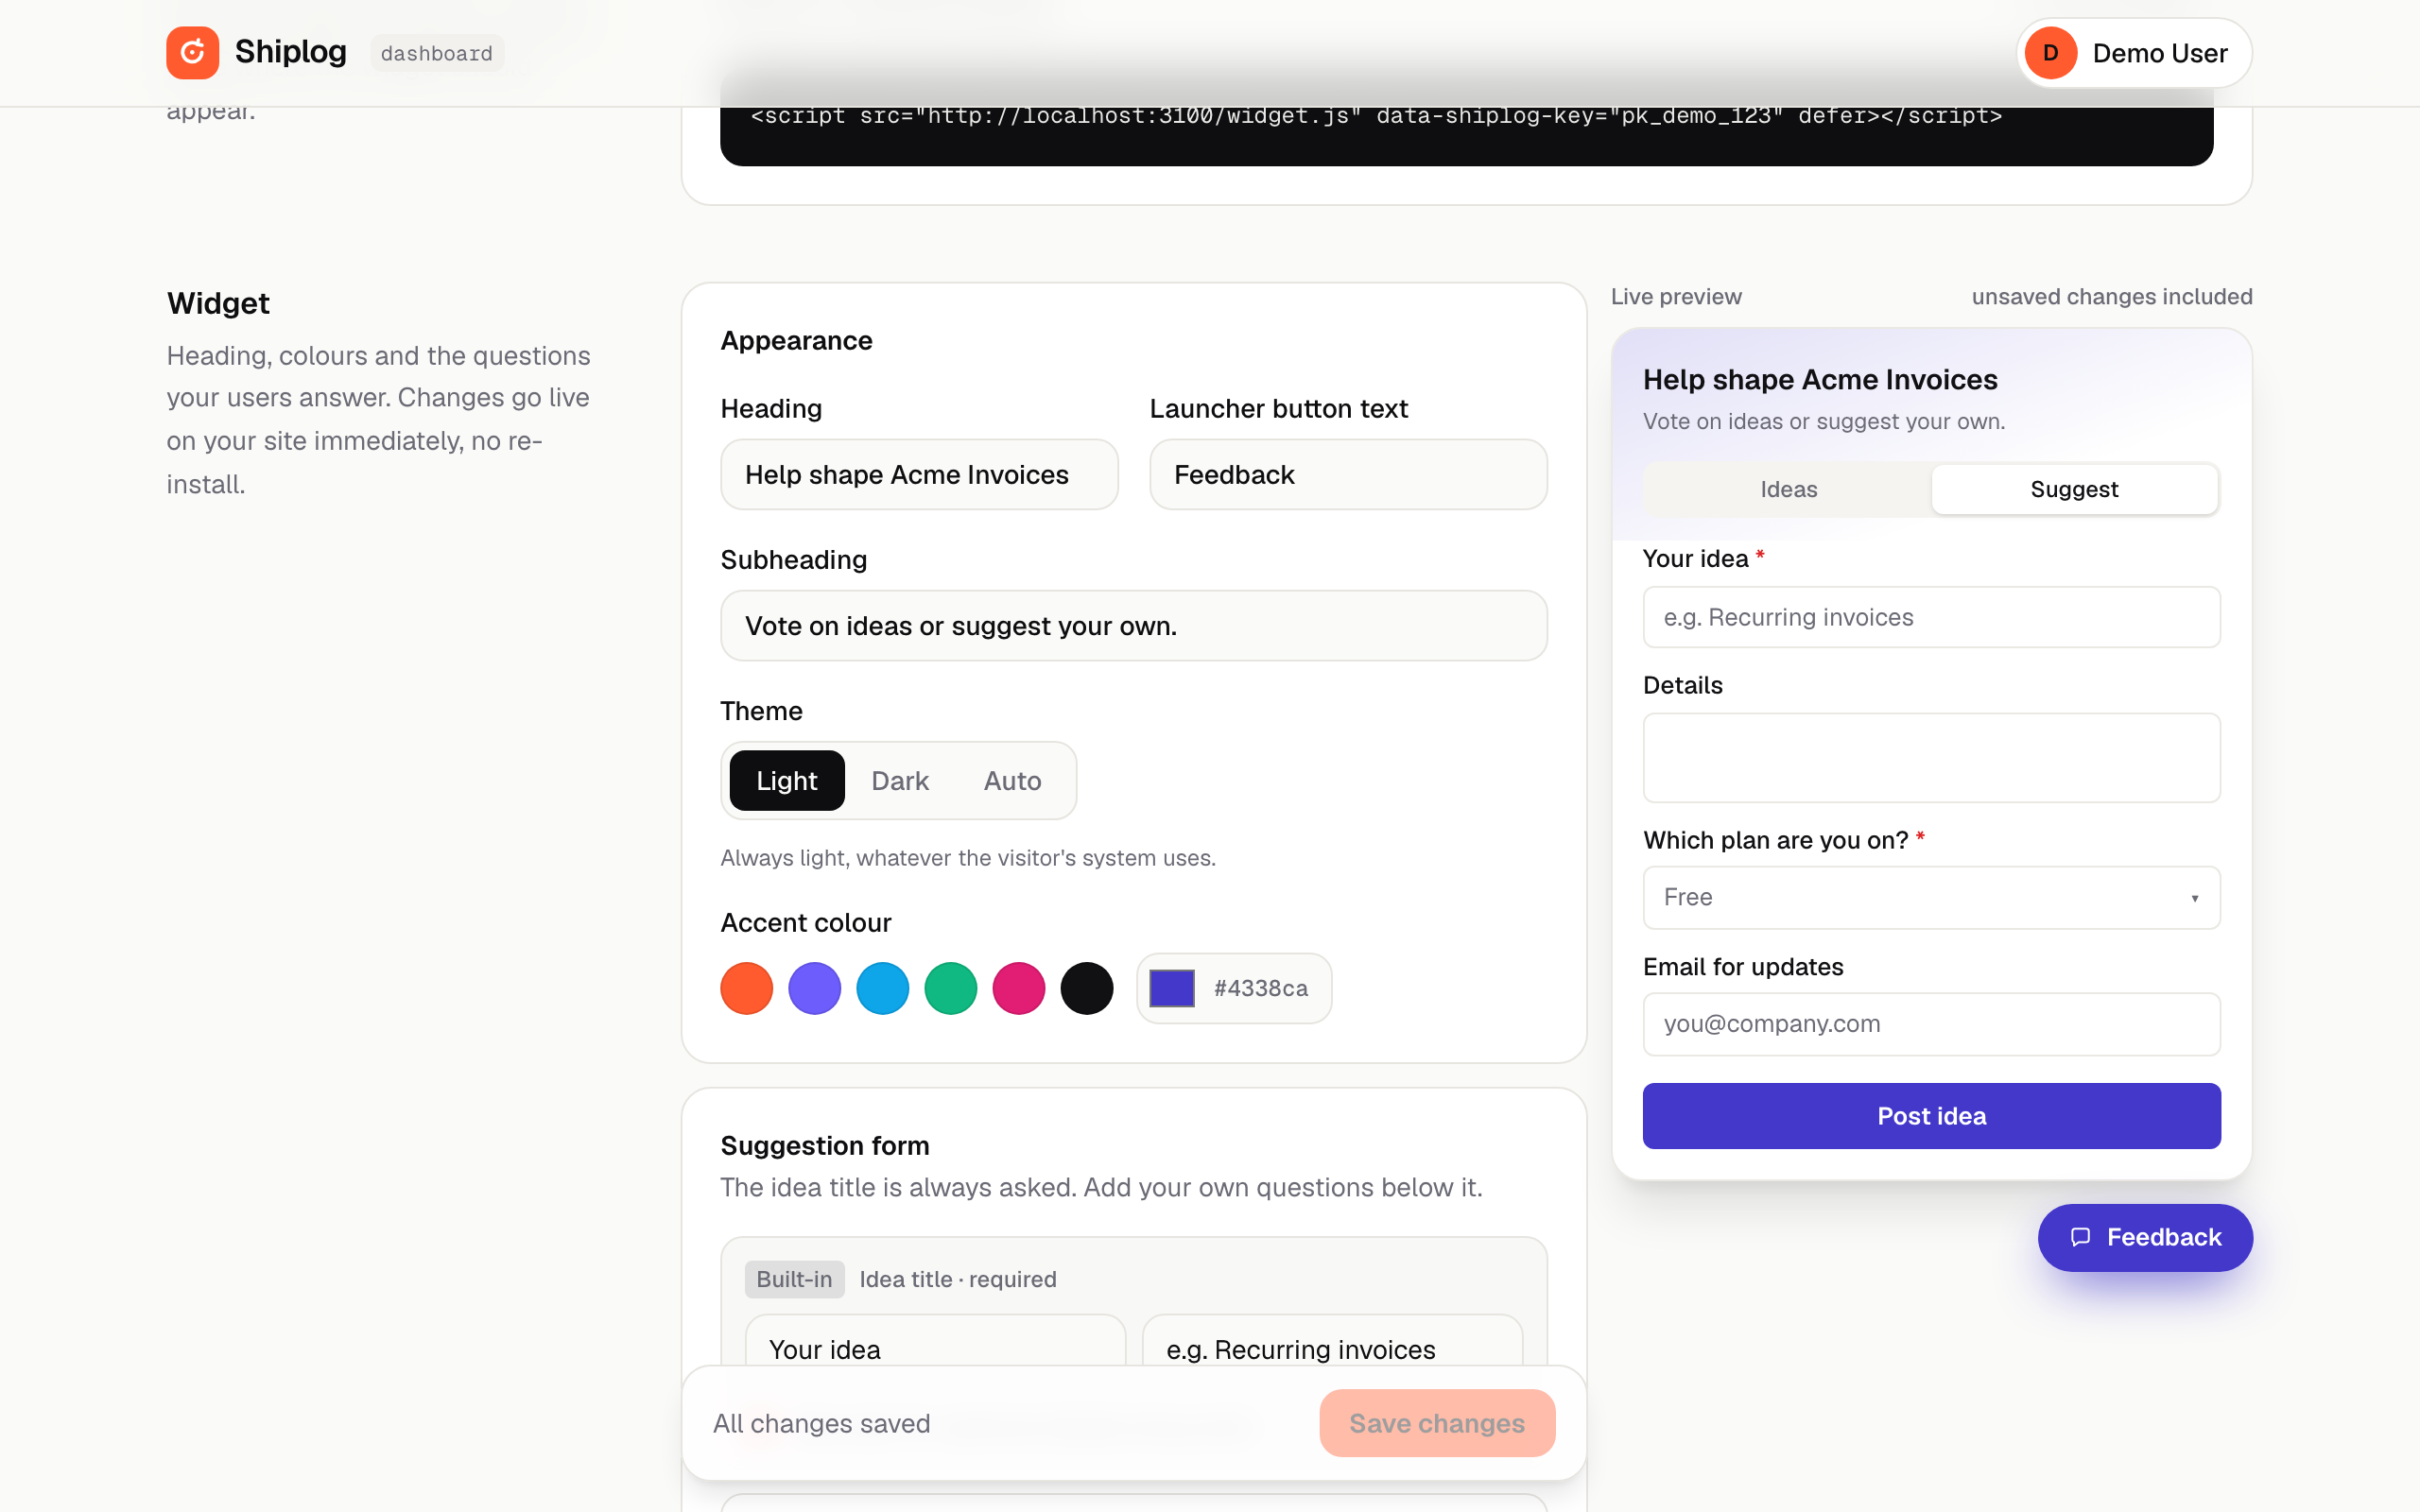 Shiplog dashboard
D Demo User
appear.
<script src="http://localhost:3100/widget.js" data-shiplog-key="pk_demo_123" defer></script>
Widget
Heading, colours and the questions
your users answer. Changes go live
on your site immediately, no re-
install.
Appearance
Heading
Launcher button text
Help shape Acme Invoices
Feedback
Subheading
Vote on ideas or suggest your own.
Theme
Light Dark Auto
Always light, whatever the visitor's system uses.
Accent colour
#4338ca
Suggestion form
The idea title is always asked. Add your own questions below it.
Built-in Idea title · required
Your idea
e.g. Recurring invoices
All changes saved
Save changes
Live preview
unsaved changes included
Help shape Acme Invoices
Vote on ideas or suggest your own.
Ideas Suggest
Your idea *
e.g. Recurring invoices
Details
Which plan are you on? *
Free
Email for updates
you@company.com
Post idea
Feedback